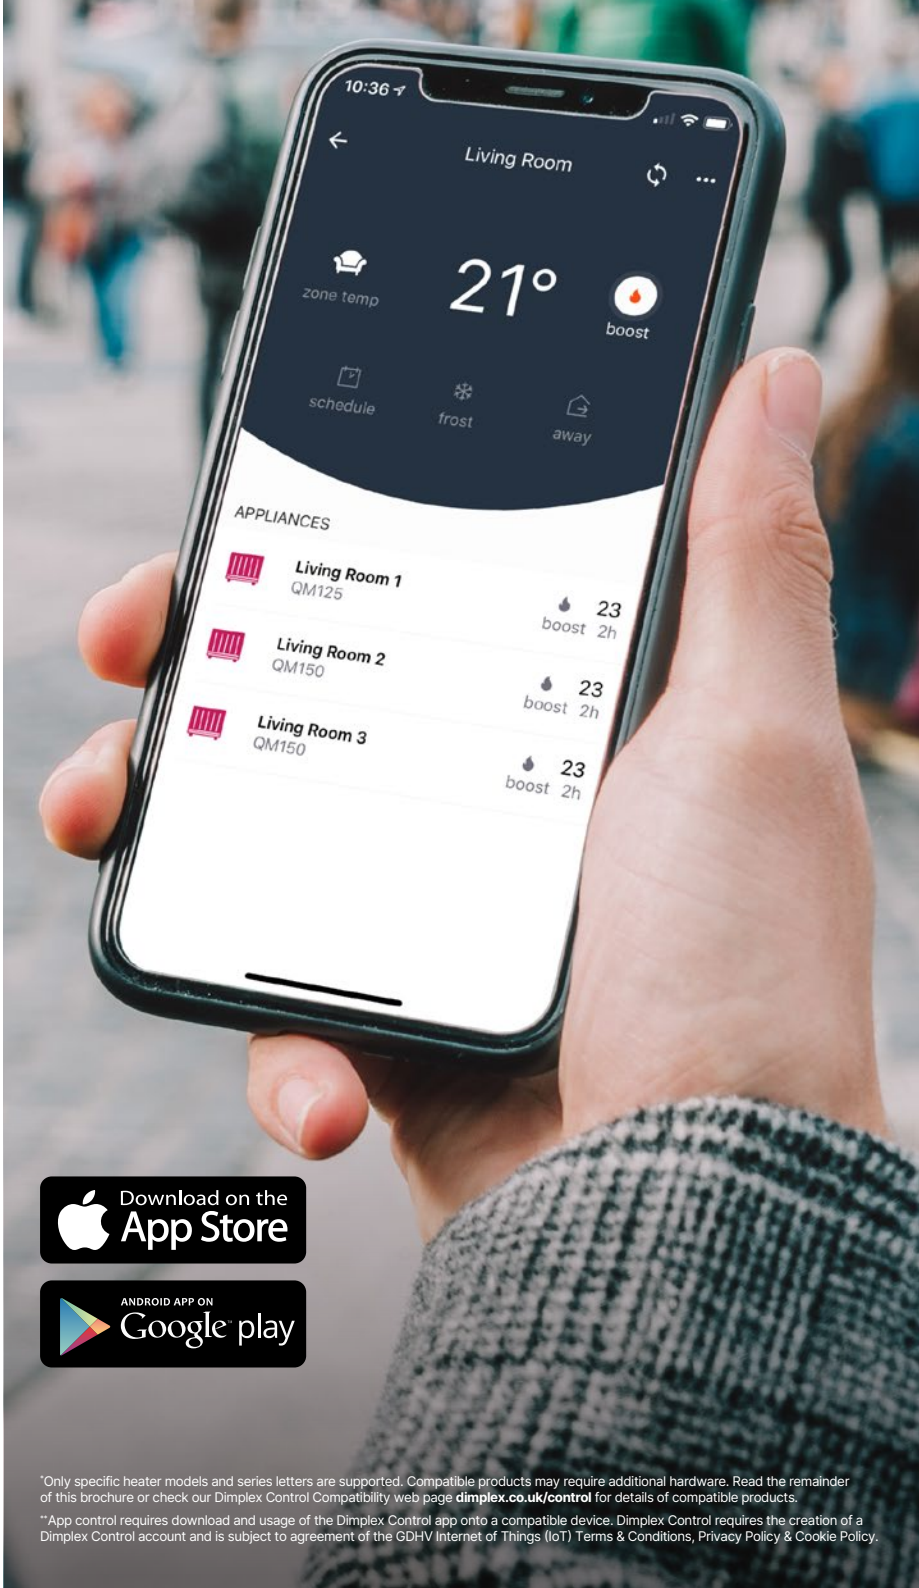 10:36
Living Room
zone temp
21°
boost
schedule
frost
away
APPLIANCES
Living Room 1
QM125
23
boost 2h
Living Room 2
QM150
23
boost 2h
Living Room 3
QM150
23
boost 2h
Download on the
App Store
ANDROID APP ON
Google™ play
*Only specific heater models and series letters are supported. Compatible products may require additional hardware. Read the remainder
of this brochure or check our Dimplex Control Compatibility web page dimplex.co.uk/control for details of compatible products.
**App control requires download and usage of the Dimplex Control app onto a compatible device. Dimplex Control requires the creation of a
Dimplex Control account and is subject to agreement of the GDHV Internet of Things (IoT) Terms & Conditions, Privacy Policy & Cookie Policy.